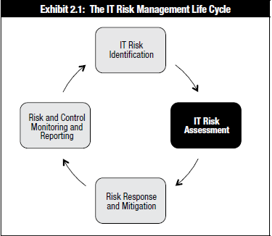 Exhibit 2.1: The IT Risk Management Life Cycle
IT Risk
Identification
IT Risk
Assessment
Risk Response
and Mitigation
Risk and Control
Monitoring and
Reporting